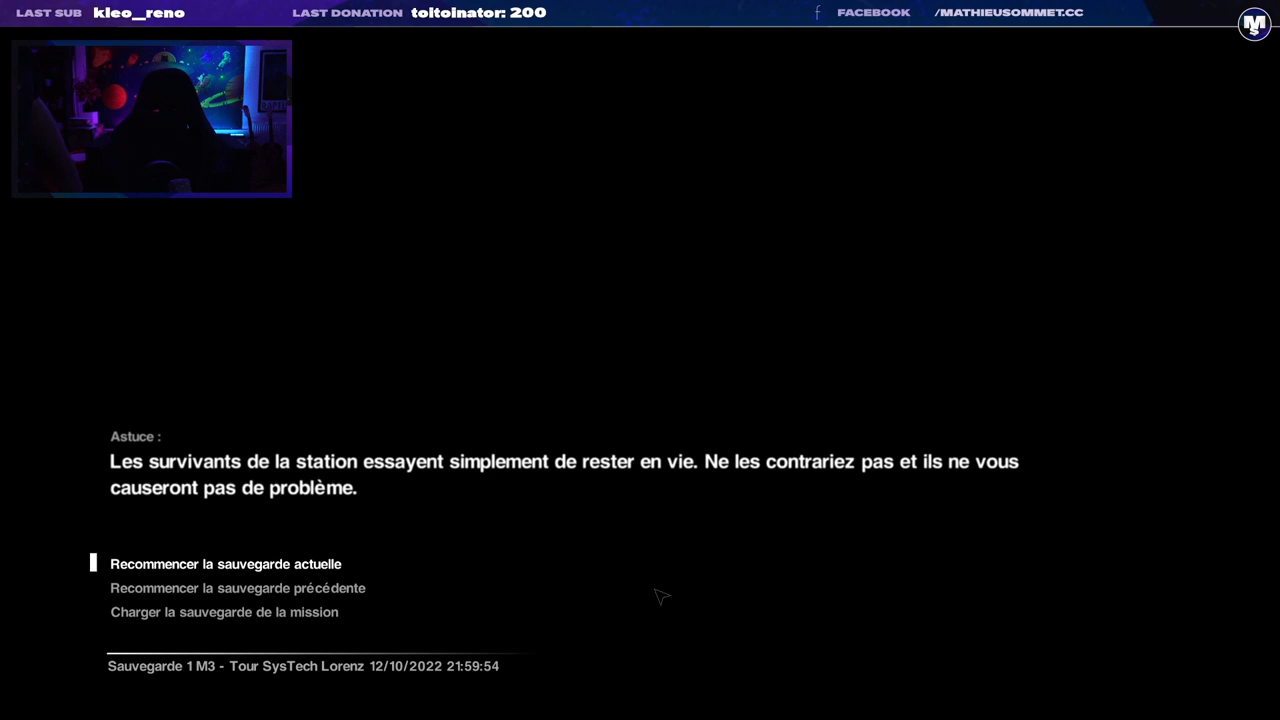 LAST SUB kleo__reno LAST DONATION toitoinator: 200 f FACEBOOK /MATHIEUSOMMET.CC MS
Astuce :
Les survivants de la station essayent simplement de rester en vie. Ne les contrariez pas et ils ne vous
causeront pas de problème.
Recommencer la sauvegarde actuelle
Recommencer la sauvegarde précédente
Charger la sauvegarde de la mission
Sauvegarde 1 M3 - Tour SysTech Lorenz 12/10/2022 21:59:54